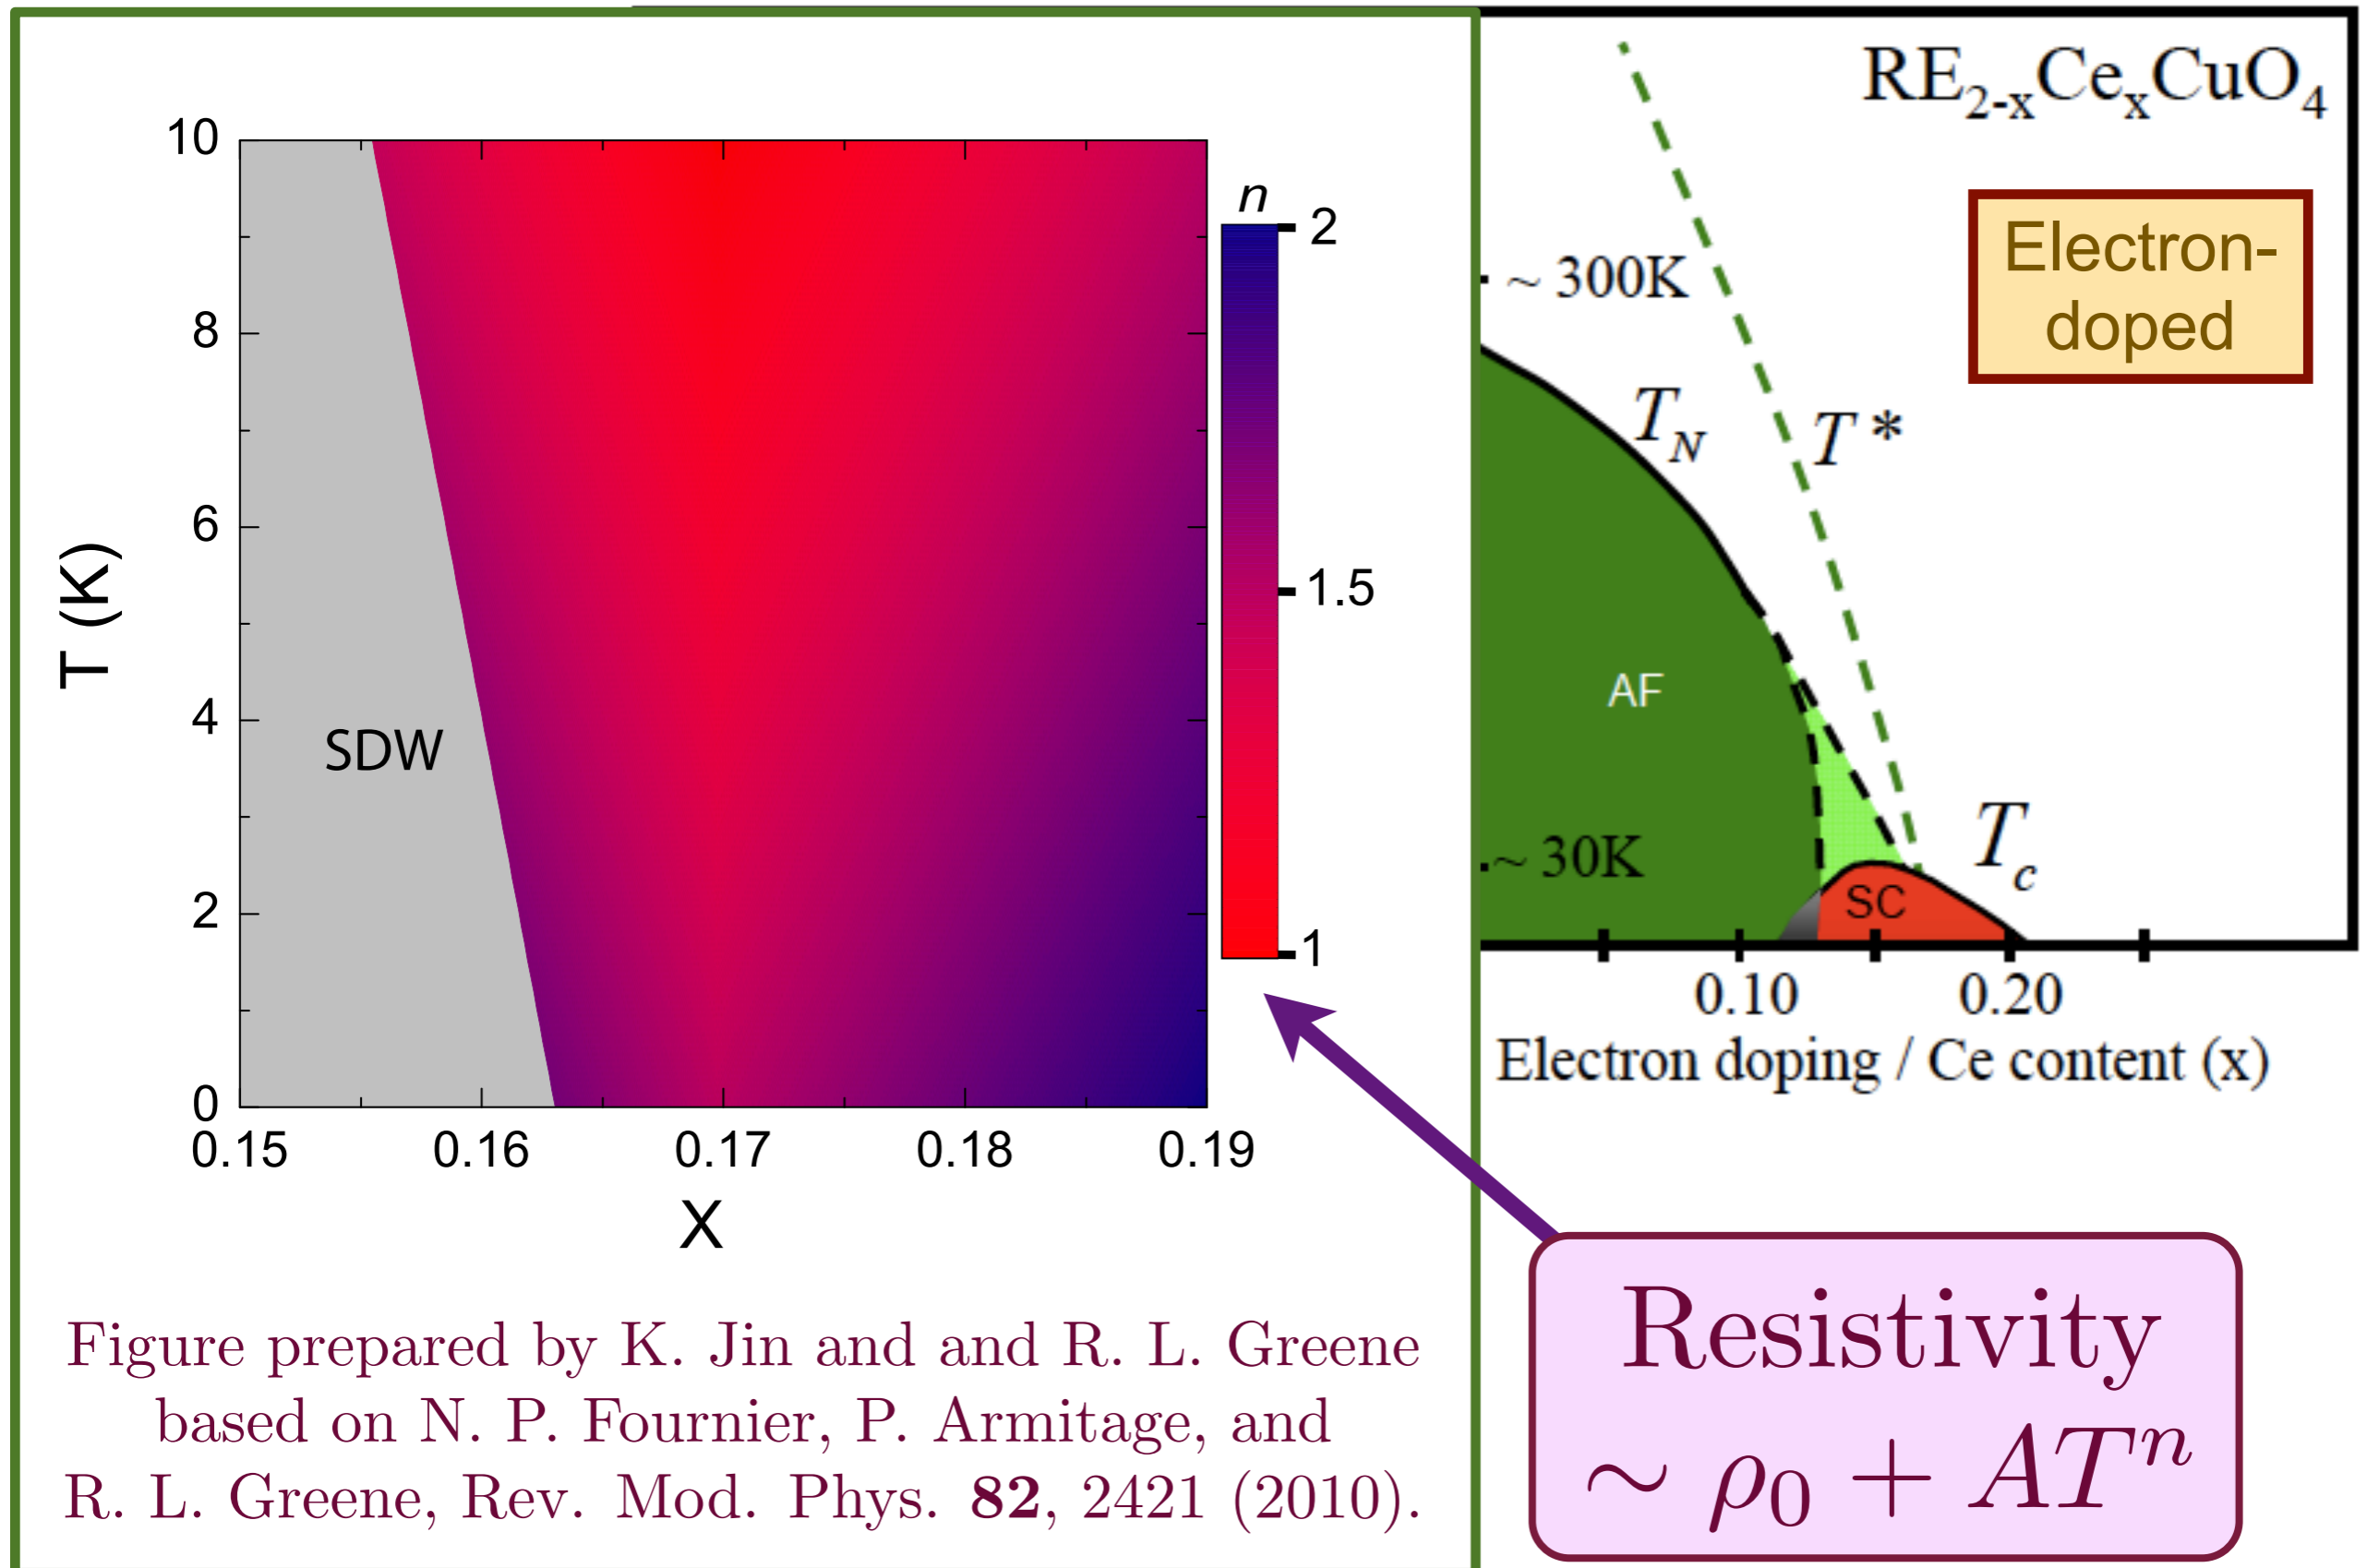 10
8
6
4
2
0
T (K)
SDW
0.15 0.16 0.17 0.18 0.19
X
n
2
1.5
1
Figure prepared by K. Jin and and R. L. Greene
based on N. P. Fournier, P. Armitage, and
R. L. Greene, Rev. Mod. Phys. 82, 2421 (2010).
RE₂₋ₓCeₓCuO₄
Electron-
doped
~ 300K
T_N
T*
AF
~ 30K
T_c
SC
0.10 0.20
Electron doping / Ce content (x)
Resistivity
∼ ρ₀ + ATⁿ